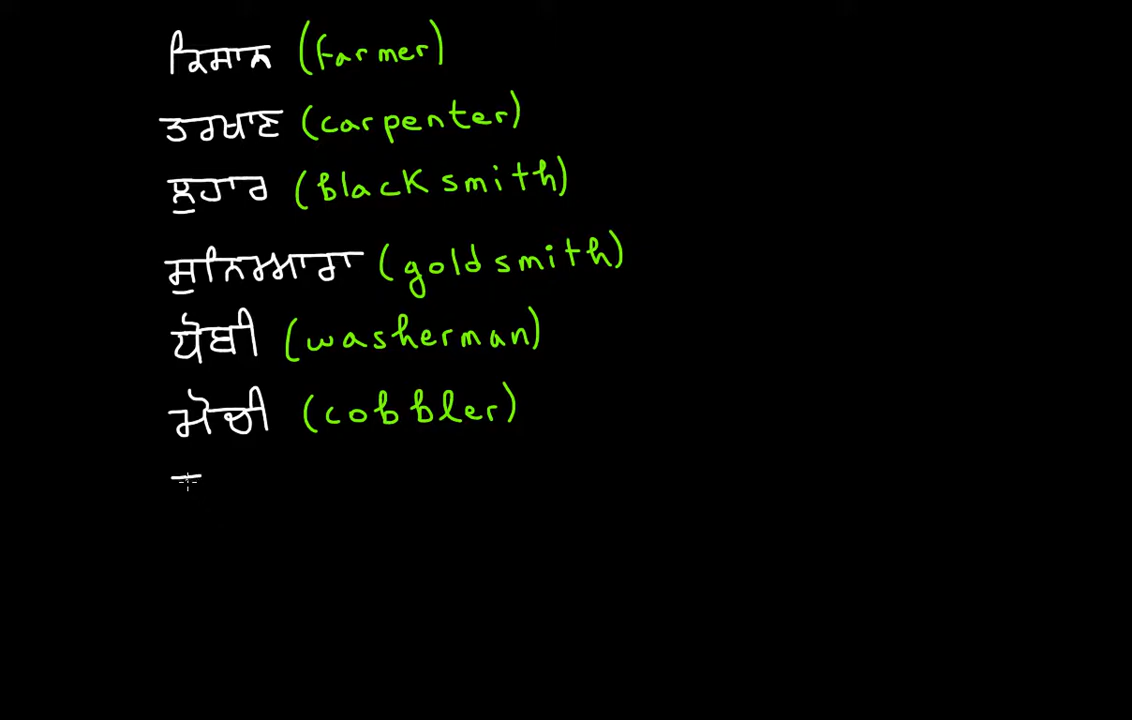 ਕਿਸਾਨ (farmer)
ਤਰਖਾਣ (carpenter)
ਲੁਹਾਰ (blacksmith)
ਸੁਨਿਆਰਾ (goldsmith)
ਧੋਬੀ (washerman)
ਮੋਚੀ (cobbler)